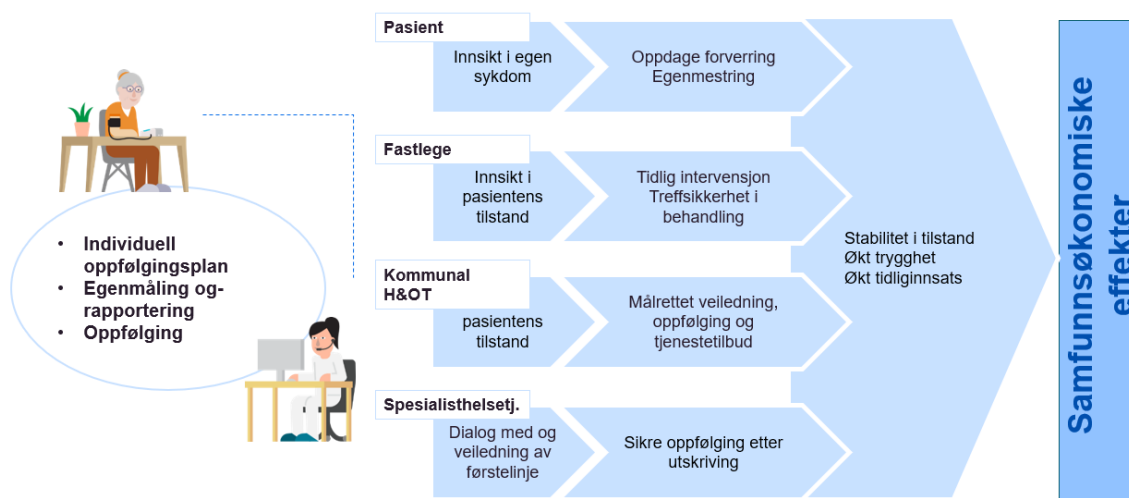 Individuell
oppfølgingsplan
Egenmåling og-
rapportering
Oppfølging
Pasient
Innsikt i egen
sykdom
Oppdage forverring
Egenmestring
Fastlege
Innsikt i
pasientens
tilstand
Tidlig intervensjon
Treffsikkerhet i
behandling
Kommunal
H&OT
pasientens
tilstand
Målrettet veiledning,
oppfølging og
tjenestetilbud
Spesialisthelsetj.
Dialog med og
veiledning av
førstelinje
Sikre oppfølging etter
utskriving
Stabilitet i tilstand
Økt trygghet
Økt tidliginnsats
Samfunnsøkonomiske
effekter